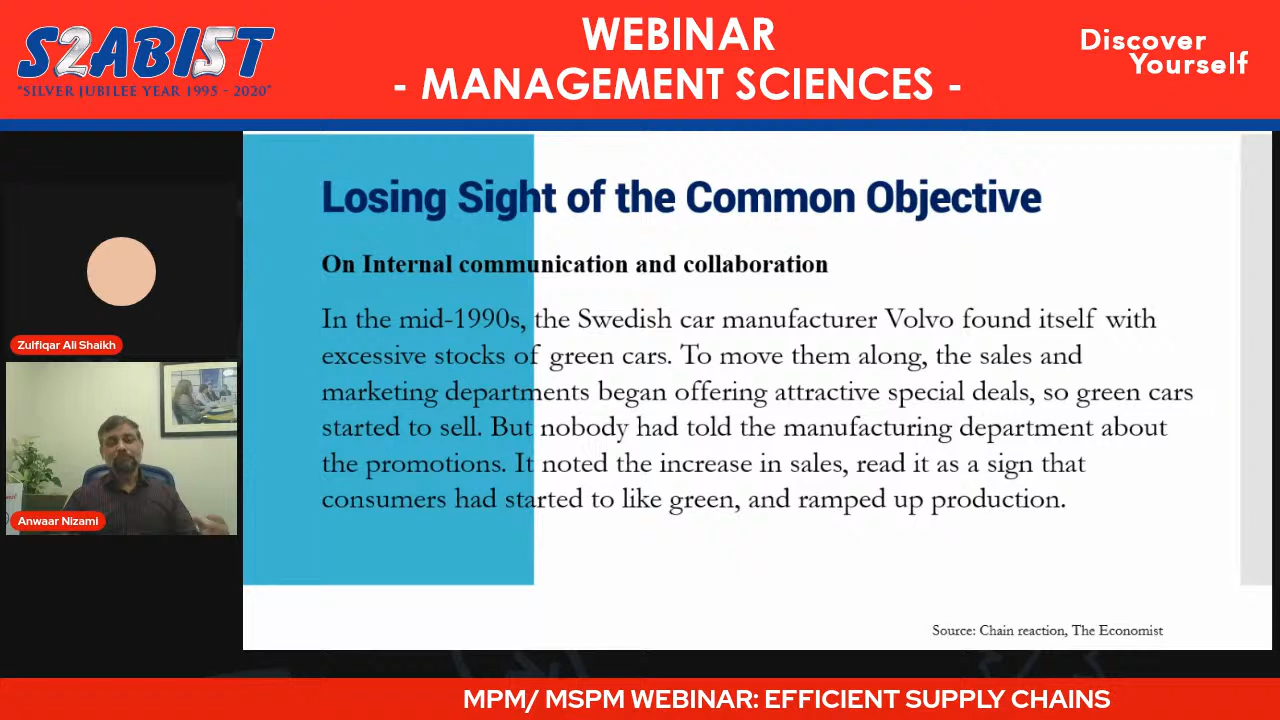 SZABIST
"SILVER JUBILEE YEAR 1995 - 2020"
WEBINAR
- MANAGEMENT SCIENCES -
Discover
Yourself
Zulfiqar Ali Shaikh
Anwaar Nizami
Losing Sight of the Common Objective
On Internal communication and collaboration
In the mid-1990s, the Swedish car manufacturer Volvo found itself with
excessive stocks of green cars. To move them along, the sales and
marketing departments began offering attractive special deals, so green cars
started to sell. But nobody had told the manufacturing department about
the promotions. It noted the increase in sales, read it as a sign that
consumers had started to like green, and ramped up production.
Source: Chain reaction, The Economist
MPM/ MSPM WEBINAR: EFFICIENT SUPPLY CHAINS